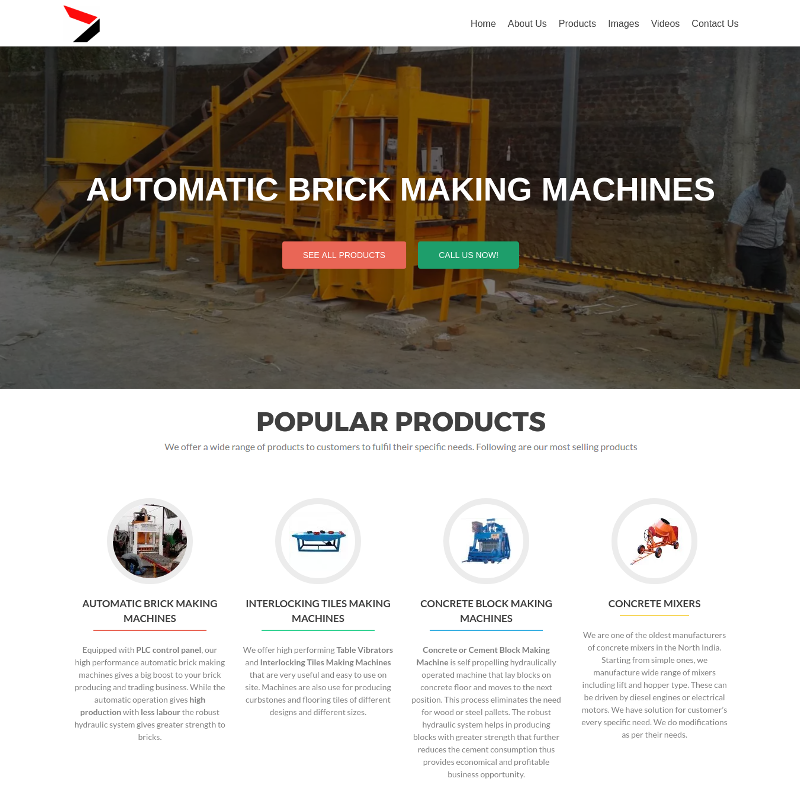 Home About Us Products Images Videos Contact Us
AUTOMATIC BRICK MAKING MACHINES
SEE ALL PRODUCTS CALL US NOW!
POPULAR PRODUCTS
We offer a wide range of products to customers to fulfil their specific needs. Following are our most selling products
AUTOMATIC BRICK MAKING
MACHINES
Equipped with PLC control panel, our
high performance automatic brick making
machines gives a big boost to your brick
producing and trading business. While the
automatic operation gives high
production with less labour the robust
hydraulic system gives greater strength to
bricks.
INTERLOCKING TILES MAKING
MACHINES
We offer high performing Table Vibrators
and Interlocking Tiles Making Machines
that are very useful and easy to use on
site. Machines are also use for producing
curbstones and flooring tiles of different
designs and different sizes.
CONCRETE BLOCK MAKING
MACHINES
Concrete or Cement Block Making
Machine is self propelling hydraulically
operated machine that lay blocks on
concrete floor and moves to the next
position. This process eliminates the need
for wood or steel pallets. The robust
hydraulic system helps in producing
blocks with greater strength that further
reduces the cement consumption thus
provides economical and profitable
business opportunity.
CONCRETE MIXERS
We are one of the oldest manufacturers
of concrete mixers in the North India.
Starting from simple ones, we
manufacture wide range of mixers
including lift and hopper type. These can
be driven by diesel engines or electrical
motors. We have solution for customer's
every specific need. We do modifications
as per their needs.